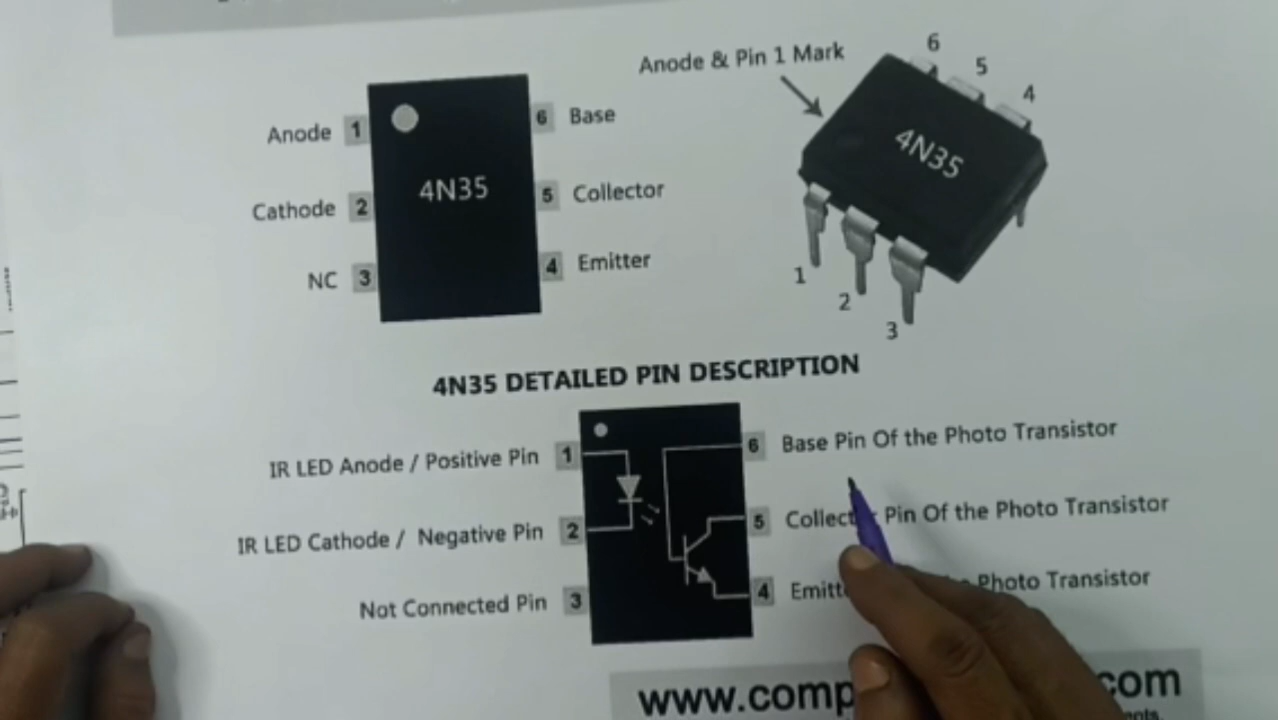 Anode & Pin 1 Mark
6
5
4
4N35
1
2
3
Anode 1
6 Base
4N35
Cathode 2
5 Collector
NC 3
4 Emitter
4N35 DETAILED PIN DESCRIPTION
IR LED Anode / Positive Pin 1
6 Base Pin Of the Photo Transistor
IR LED Cathode / Negative Pin 2
5 Pin Of the Photo Transistor
Not Connected Pin 3
4 Photo Transistor
www.comp
com